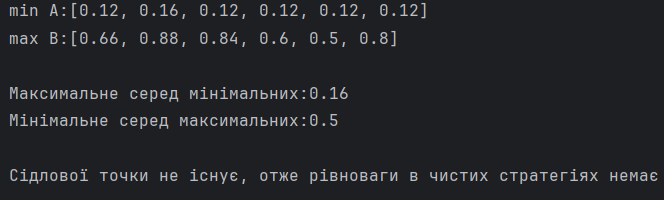 min A:[0.12, 0.16, 0.12, 0.12, 0.12, 0.12]
max B:[0.66, 0.88, 0.84, 0.6, 0.5, 0.8]
Максимальне серед мінімальних:0.16
Мінімальне серед максимальних:0.5
Сідлової точки не існує, отже рівноваги в чистих стратегіях немає